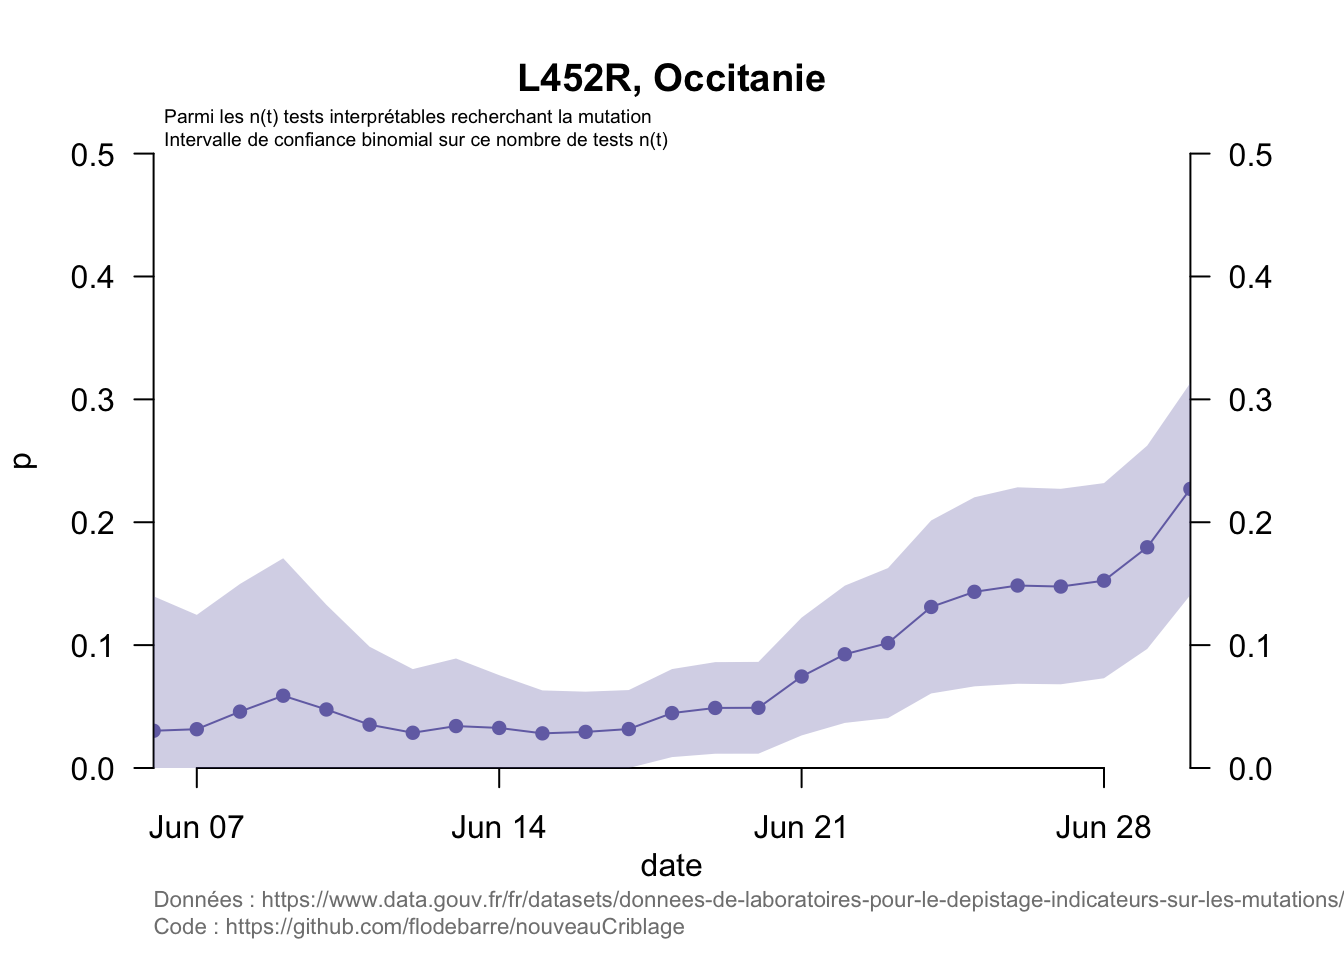 L452R, Occitanie
Parmi les n(t) tests interprétables recherchant la mutation
Intervalle de confiance binomial sur ce nombre de tests n(t)
0.5
0.4
0.3
0.2
0.1
0.0
p
0.5
0.4
0.3
0.2
0.1
0.0
Jun 07 Jun 14 Jun 21 Jun 28
date
Données : https://www.data.gouv.fr/fr/datasets/donnees-de-laboratoires-pour-le-depistage-indicateurs-sur-les-mutations/
Code : https://github.com/flodebarre/nouveauCriblage